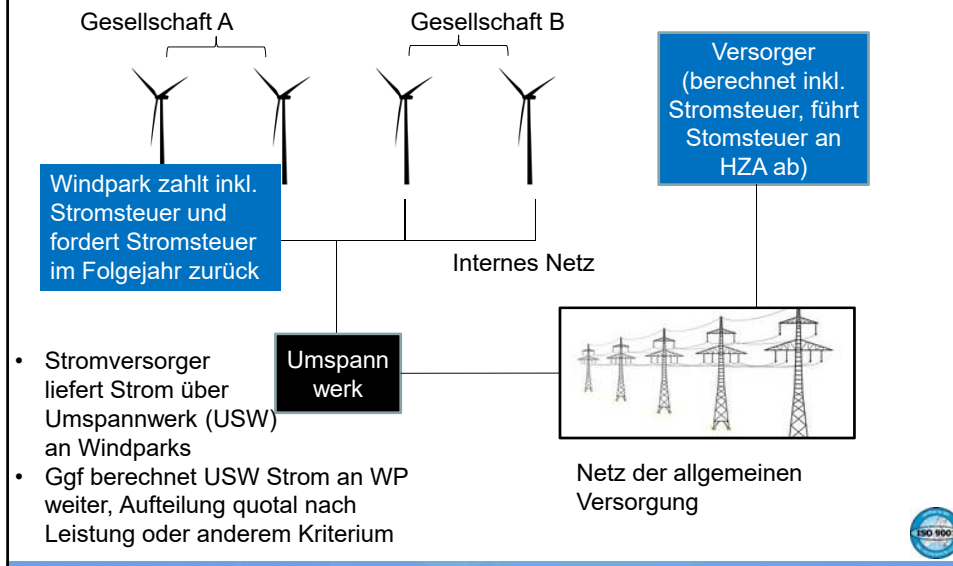 Gesellschaft A
Gesellschaft B
Versorger
(berechnet inkl.
Stromsteuer, führt
Stomsteuer an
HZA ab)
Windpark zahlt inkl.
Stromsteuer und
fordert Stromsteuer
im Folgejahr zurück
Internes Netz
Umspann
werk
• Stromversorger
liefert Strom über
Umspannwerk (USW)
an Windparks
• Ggf berechnet USW Strom an WP
weiter, Aufteilung quotal nach
Leistung oder anderem Kriterium
Netz der allgemeinen
Versorgung
ISO 900